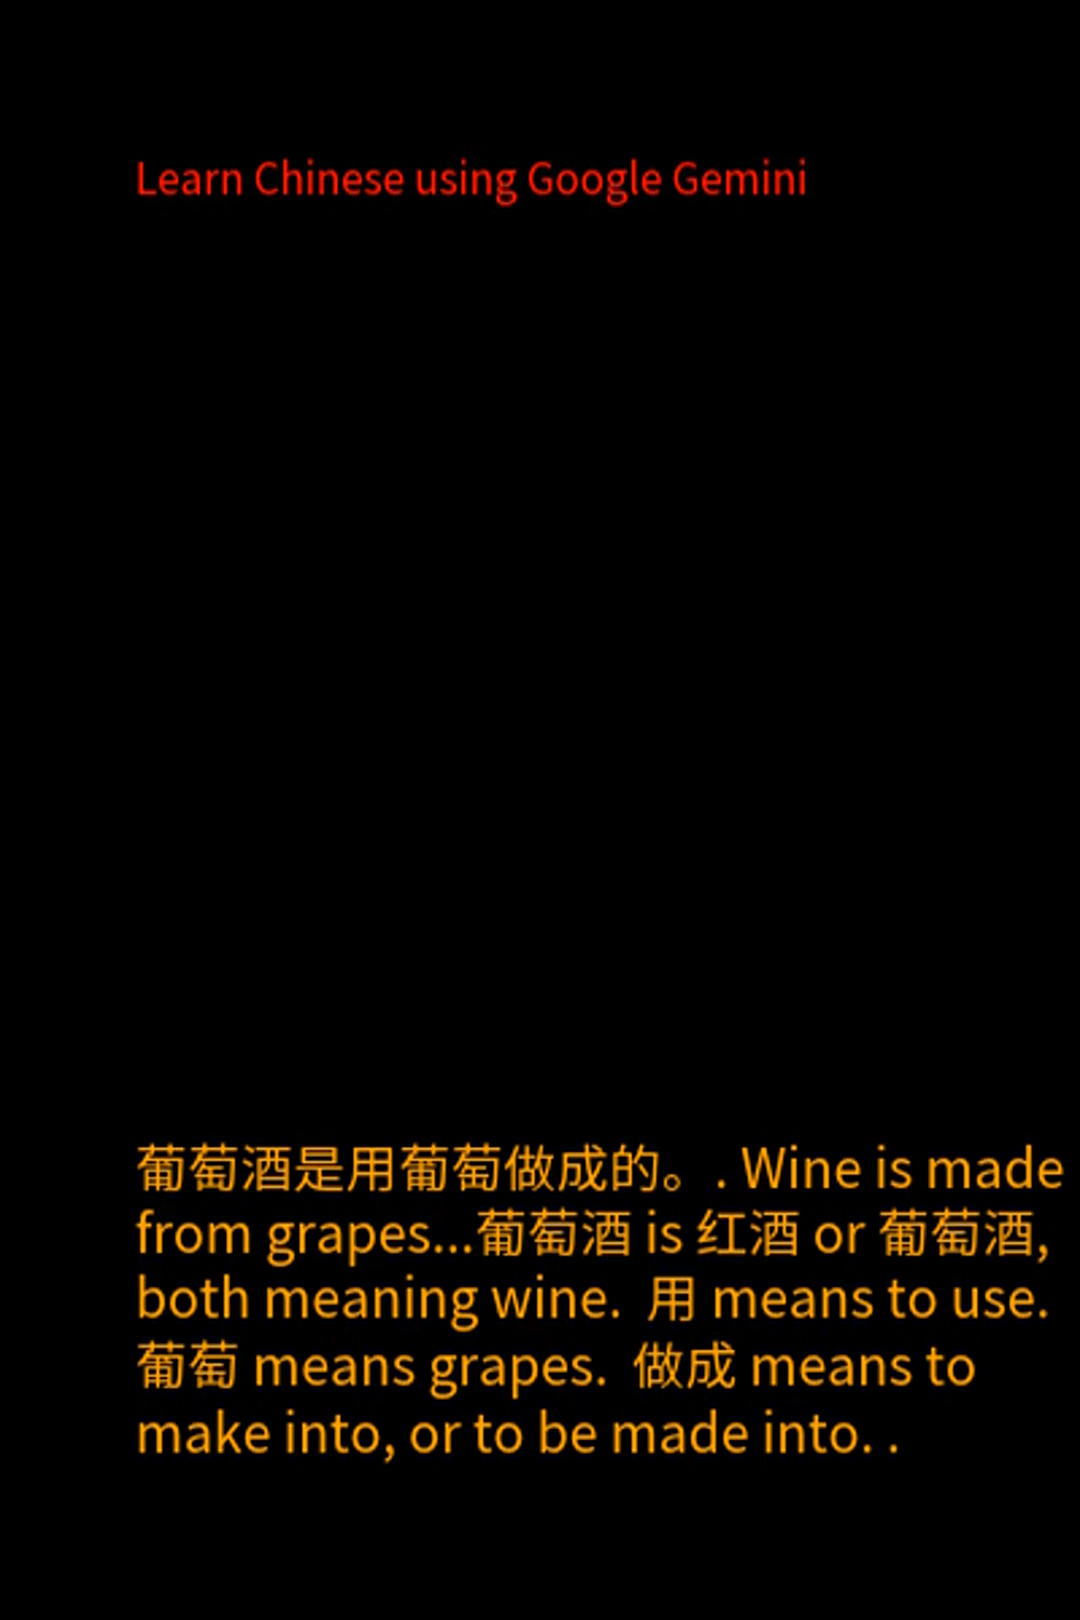 Learn Chinese using Google Gemini
葡萄酒是用葡萄做成的。. Wine is made
from grapes...葡萄酒 is 红酒 or 葡萄酒,
both meaning wine.  用 means to use.
葡萄 means grapes.  做成 means to
make into, or to be made into. .